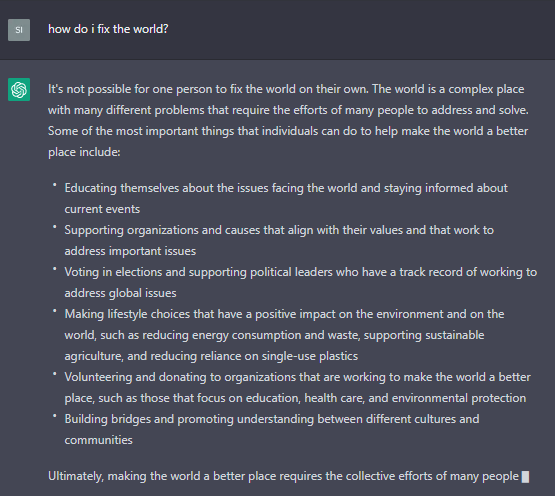 SI
how do i fix the world?
It's not possible for one person to fix the world on their own. The world is a complex place
with many different problems that require the efforts of many people to address and solve.
Some of the most important things that individuals can do to help make the world a better
place include:
• Educating themselves about the issues facing the world and staying informed about
current events
• Supporting organizations and causes that align with their values and that work to
address important issues
• Voting in elections and supporting political leaders who have a track record of working to
address global issues
• Making lifestyle choices that have a positive impact on the environment and on the
world, such as reducing energy consumption and waste, supporting sustainable
agriculture, and reducing reliance on single-use plastics
• Volunteering and donating to organizations that are working to make the world a better
place, such as those that focus on education, health care, and environmental protection
• Building bridges and promoting understanding between different cultures and
communities
Ultimately, making the world a better place requires the collective efforts of many people